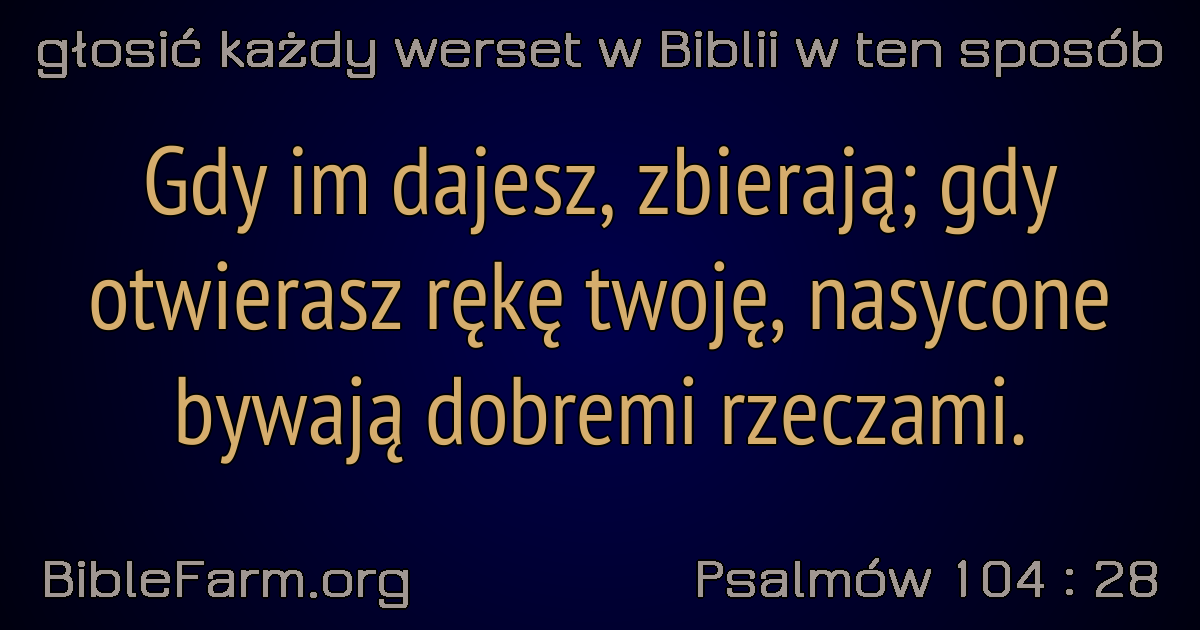 głosić każdy werset w Biblii w ten sposób
Gdy im dajesz, zbierają; gdy
otwierasz rękę twoję, nasycone
bywają dobremi rzeczami.
BibleFarm.org
Psalmów 104 : 28